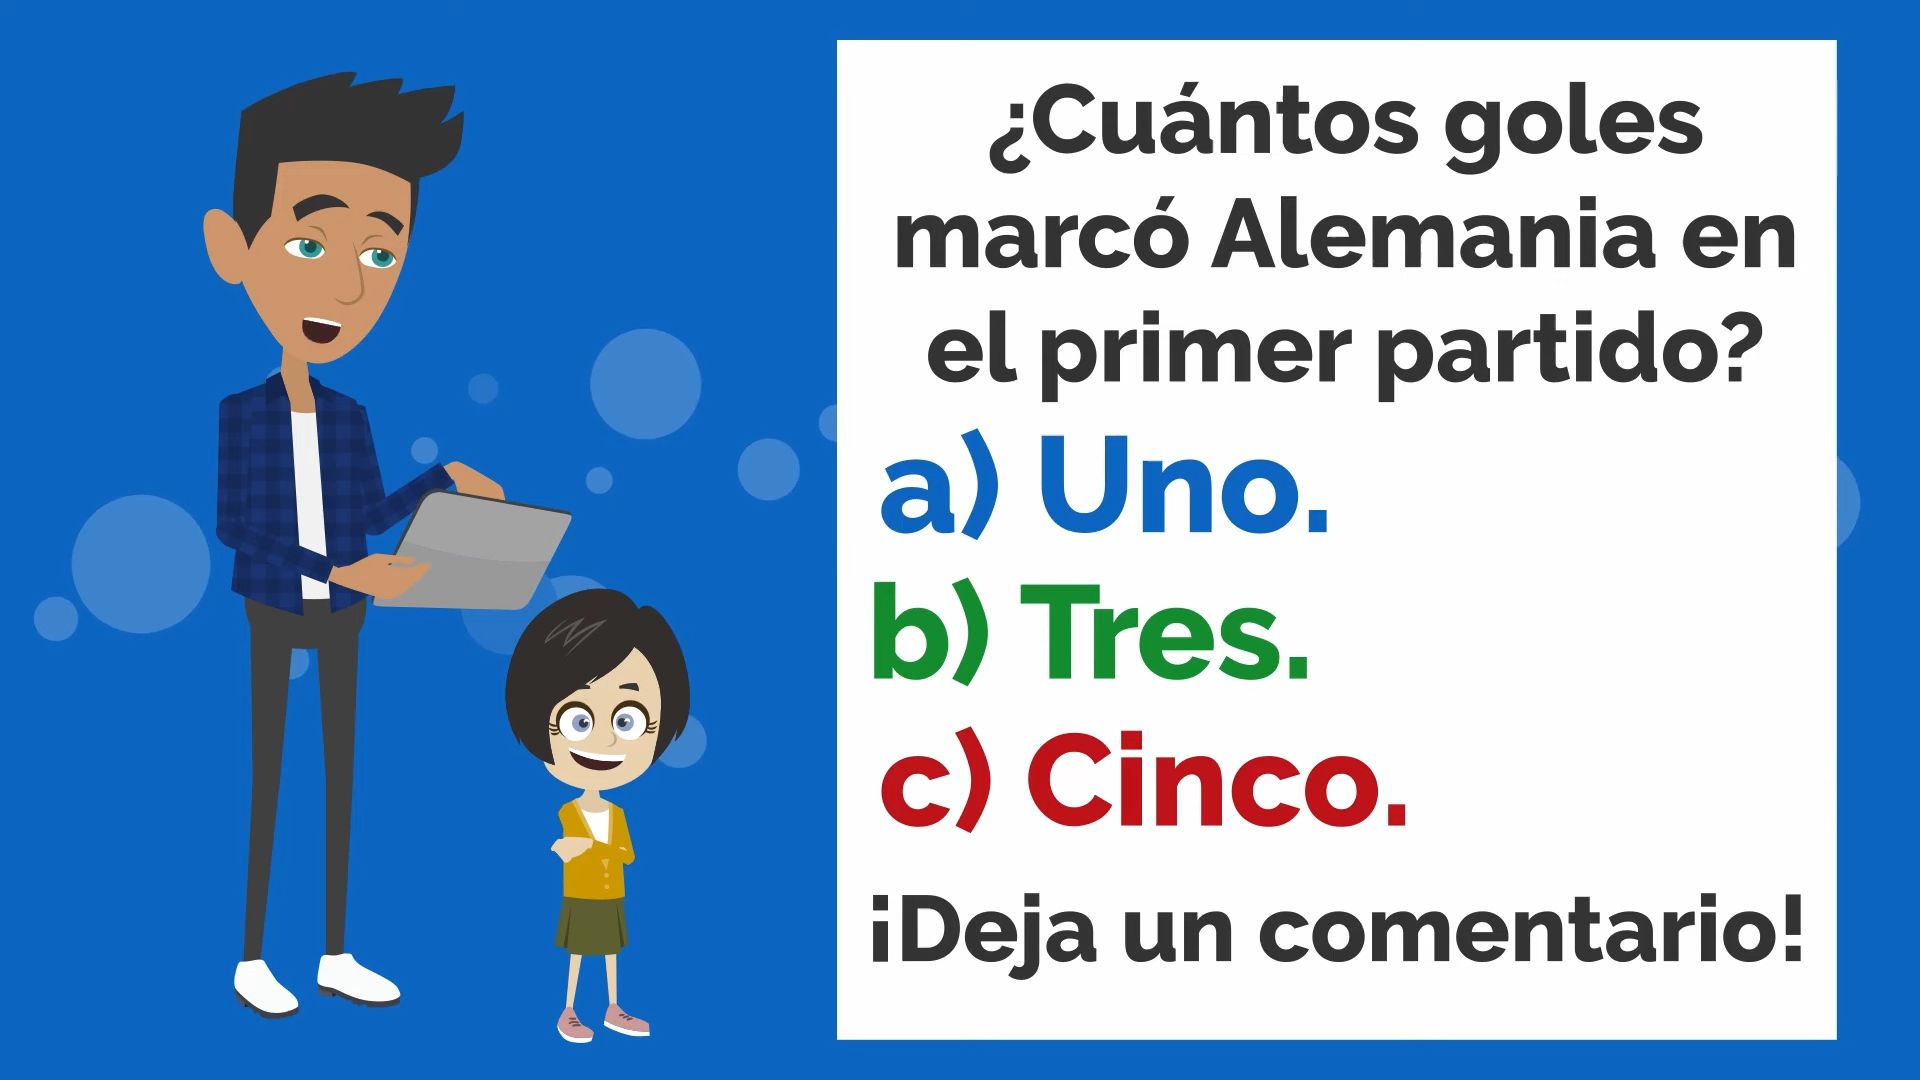 ¿Cuántos goles
marcó Alemania en
el primer partido?
a) Uno.
b) Tres.
c) Cinco.
¡Deja un comentario!